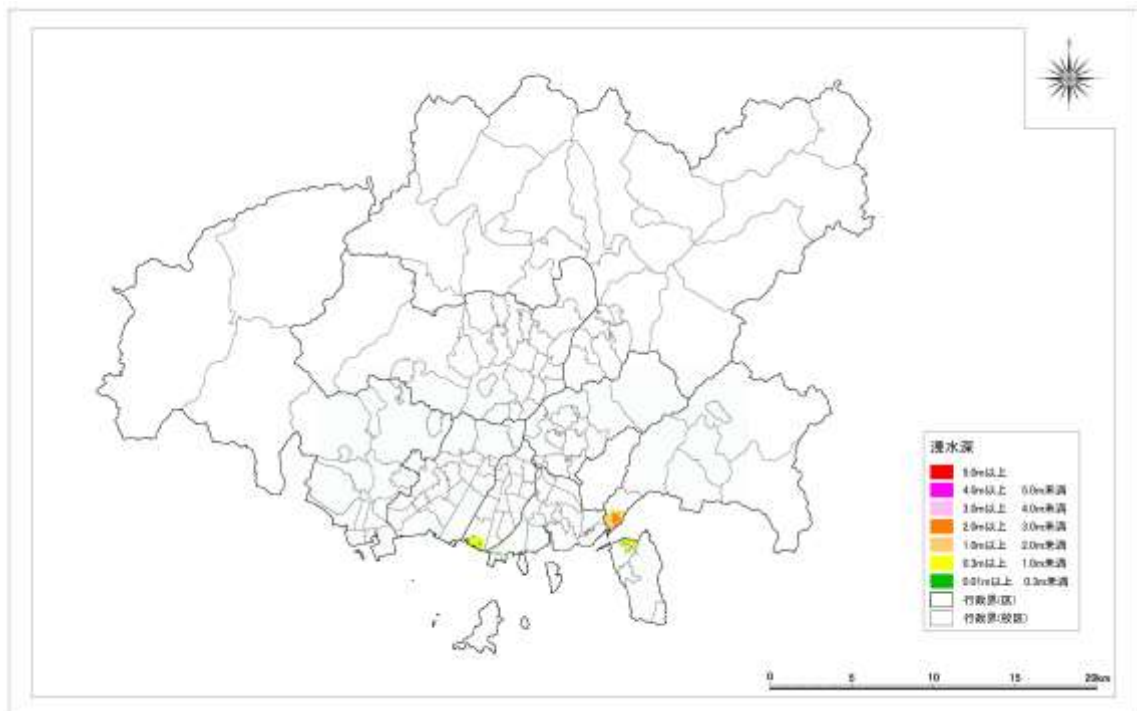 浸水深
5.0m以上
4.0m以上 5.0m未満
3.0m以上 4.0m未満
2.0m以上 3.0m未満
1.0m以上 2.0m未満
0.3m以上 1.0m未満
0.01m以上 0.3m未満
行政界(区)
行政界(校区)
0 5 10 15 20km